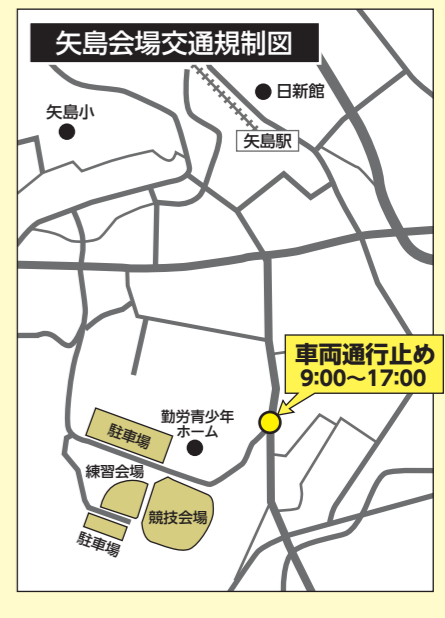 矢島会場交通規制図
日新館
矢島小
矢島駅
車両通行止め
9:00〜17:00
勤労青少年
ホーム
駐車場
練習会場
競技会場
駐車場